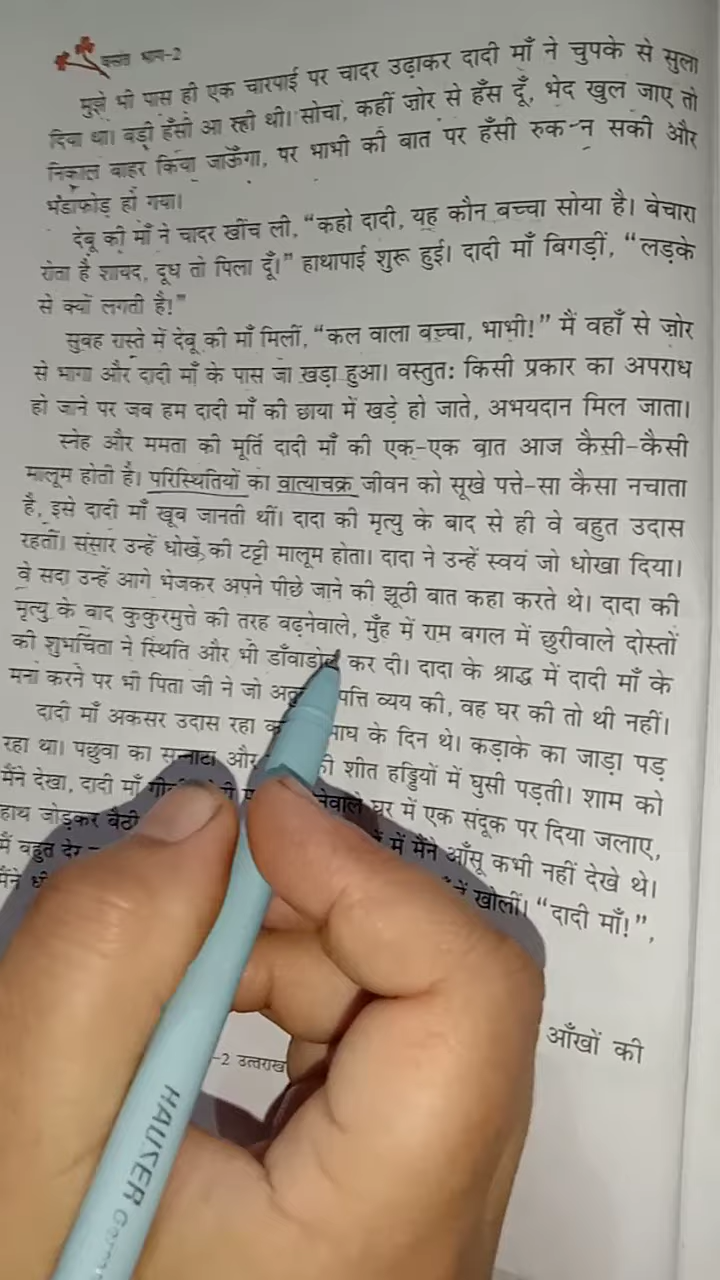 वसंत भाग-2
मुझे भी पास ही एक चारपाई पर चादर उढ़ाकर दादी माँ ने चुपके से सुला
दिया था। बड़ी हँसी आ रही थी। सोचा, कहीं ज़ोर से हँस दूँ, भेद खुल जाए तो
निकाल बाहर किया जाऊँगा, पर भाभी की बात पर हँसी रुक न सकी और
भंडाफोड़ हो गया।
देबू की माँ ने चादर खींच ली, “कहो दादी, यह कौन बच्चा सोया है। बेचारा
रोता है शायद, दूध तो पिला दूँ।” हाथापाई शुरू हुई। दादी माँ बिगड़ीं, “लड़के
से क्यों लगती है!”
सुबह रास्ते में देबू की माँ मिलीं, “कल वाला बच्चा, भाभी!” मैं वहाँ से ज़ोर
से भागा और दादी माँ के पास जा खड़ा हुआ। वस्तुत: किसी प्रकार का अपराध
हो जाने पर जब हम दादी माँ की छाया में खड़े हो जाते, अभयदान मिल जाता।
स्नेह और ममता की मूर्ति दादी माँ की एक-एक बात आज कैसी-कैसी
मालूम होती है। परिस्थितियों का वात्याचक्र जीवन को सूखे पत्ते-सा कैसा नचाता
है, इसे दादी माँ खूब जानती थीं। दादा की मृत्यु के बाद से ही वे बहुत उदास
रहतीं। संसार उन्हें धोखे की टट्टी मालूम होता। दादा ने उन्हें स्वयं जो धोखा दिया।
वे सदा उन्हें आगे भेजकर अपने पीछे जाने की झूठी बात कहा करते थे। दादा की
मृत्यु के बाद कुकुरमुत्ते की तरह बढ़नेवाले, मुँह में राम बगल में छुरीवाले दोस्तों
की शुभचिंता ने स्थिति और भी डाँवाडोल कर दी। दादा के श्राद्ध में दादी माँ के
मना करने पर भी पिता जी ने जो व्यय की, वह घर की तो थी नहीं।
दादी माँ अकसर उदास रहा माघ के दिन थे। कड़ाके का जाड़ा पड़
रहा था। पछुवा का सन्नाटा और की शीत हड्डियों में घुसी पड़ती। शाम को
मैंने देखा, दादी माँ घर में एक संदूक पर दिया जलाए,
हाथ जोड़कर बैठी में मैंने आँसू कभी नहीं देखे थे।
मैं बहुत देर खोलीं। “दादी माँ!”,
मैंने
आँखों की
-2